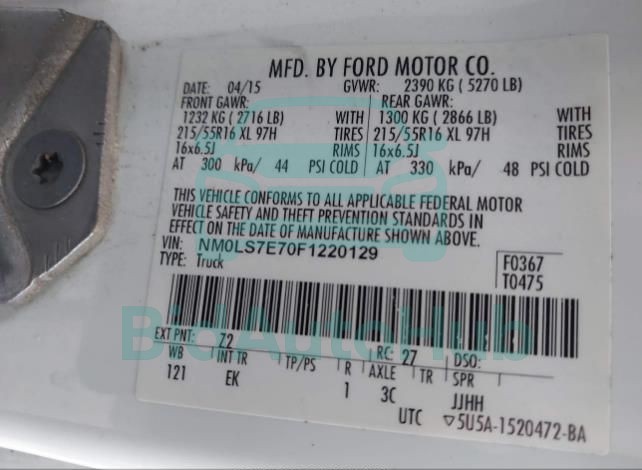 MFD. BY FORD MOTOR CO.
DATE: 04/15 GVWR: 2390 KG ( 5270 LB)
FRONT GAWR: REAR GAWR:
1232 KG ( 2716 LB) WITH 1300 KG ( 2866 LB) WITH
215/55R16 XL 97H TIRES 215/55R16 XL 97H TIRES
16x6.5J RIMS 16x6.5J RIMS
AT 300 kPa/ 44 PSI COLD AT 330 kPa/ 48 PSI COLD
THIS VEHICLE CONFORMS TO ALL APPLICABLE FEDERAL MOTOR
VEHICLE SAFETY AND THEFT PREVENTION STANDARDS IN
EFFECT ON THE DATE OF MANUFACTURE SHOWN ABOVE.
VIN: NM0LS7E70F1220129
TYPE: Truck
F0367
T0475
BidAutoHub
EXT PNT: Z2 RC: 27 DSO:
WB INT TR TP/PS R AXLE TR SPR
121 EK 1 3C JJHH
UTC ▽5U5A-1520472-BA